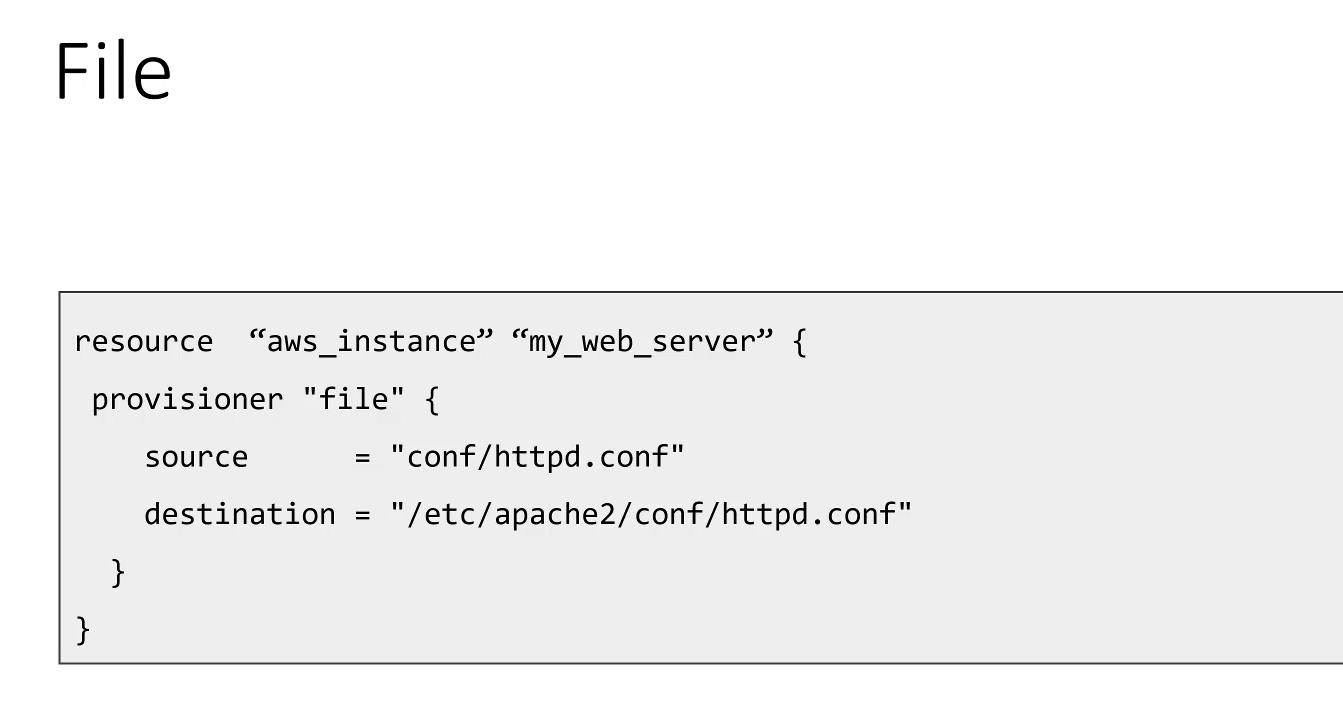 File
resource  “aws_instance” “my_web_server” {
 provisioner "file" {
    source      = "conf/httpd.conf"
    destination = "/etc/apache2/conf/httpd.conf"
  }
}